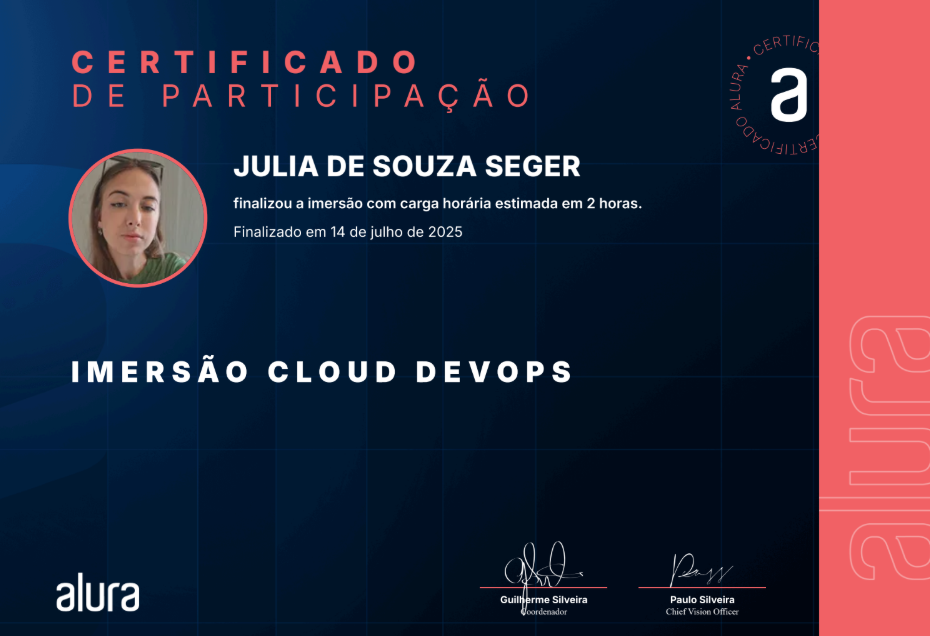 CERTIFICADO
DE PARTICIPAÇÃO
ALURA • CERTIFIC
CERTIFICADO
a
JULIA DE SOUZA SEGER
finalizou a imersão com carga horária estimada em 2 horas.
Finalizado em 14 de julho de 2025
IMERSÃO CLOUD DEVOPS
alura
alura
Guilherme Silveira
Coordenador
Paulo Silveira
Chief Vision Officer